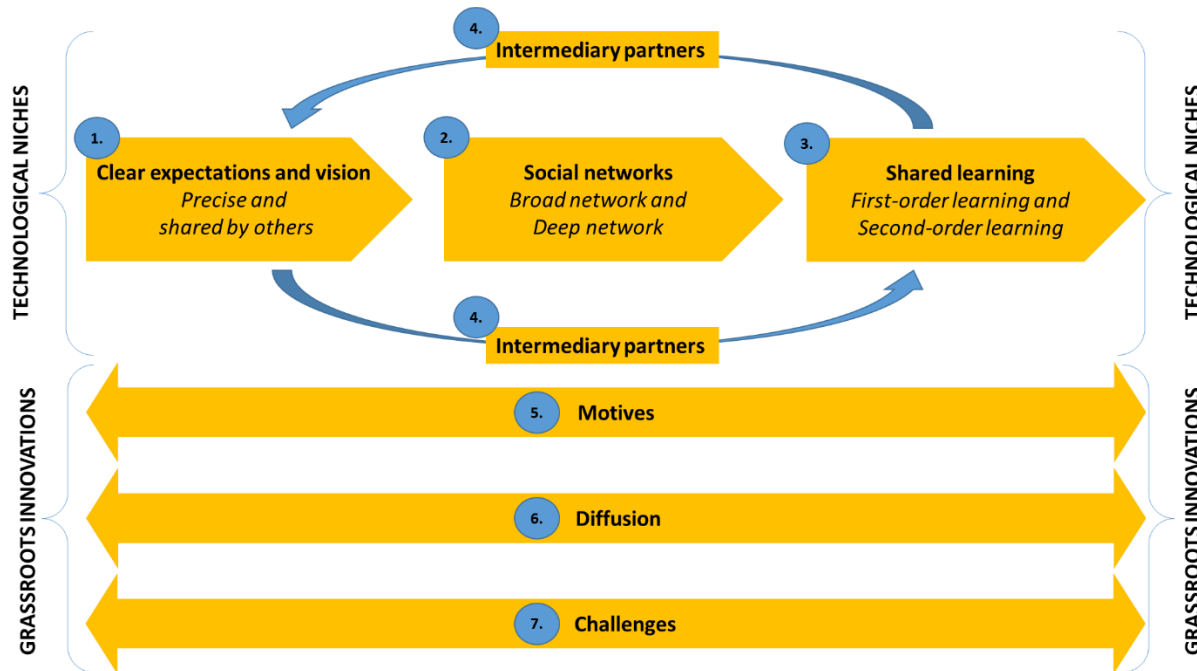 4.
Intermediary partners
TECHNOLOGICAL NICHES
1.
Clear expectations and vision
Precise and
shared by others
2.
Social networks
Broad network and
Deep network
3.
Shared learning
First-order learning and
Second-order learning
TECHNOLOGICAL NICHES
4.
Intermediary partners
GRASSROOTS INNOVATIONS
5.
Motives
6.
Diffusion
7.
Challenges
GRASSROOTS INNOVATIONS